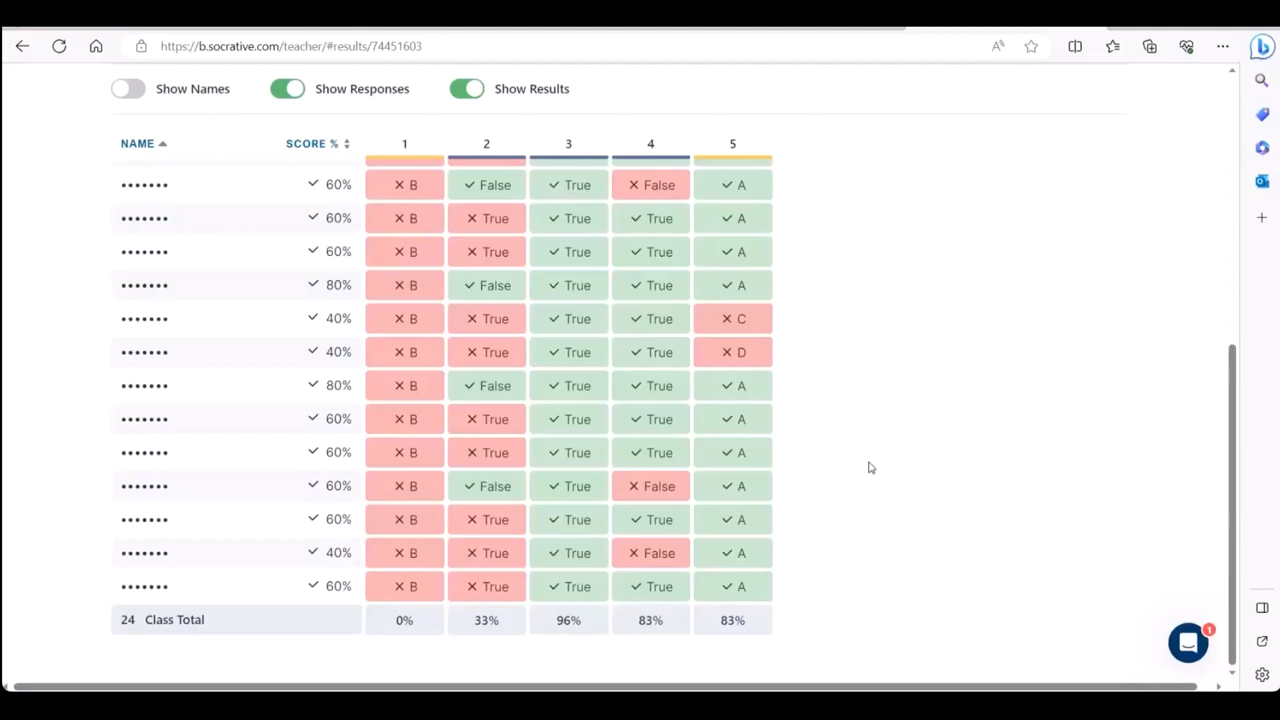 https://b.socrative.com/teacher/#results/74451603
Show Names Show Responses Show Results
NAME SCORE % 1 2 3 4 5
••••••• ✓ 60% ✕ B ✓ False ✓ True ✕ False ✓ A
••••••• ✓ 60% ✕ B ✕ True ✓ True ✓ True ✓ A
••••••• ✓ 60% ✕ B ✕ True ✓ True ✓ True ✓ A
••••••• ✓ 80% ✕ B ✓ False ✓ True ✓ True ✓ A
••••••• ✓ 40% ✕ B ✕ True ✓ True ✓ True ✕ C
••••••• ✓ 40% ✕ B ✕ True ✓ True ✓ True ✕ D
••••••• ✓ 80% ✕ B ✓ False ✓ True ✓ True ✓ A
••••••• ✓ 60% ✕ B ✕ True ✓ True ✓ True ✓ A
••••••• ✓ 60% ✕ B ✕ True ✓ True ✓ True ✓ A
••••••• ✓ 60% ✕ B ✓ False ✓ True ✕ False ✓ A
••••••• ✓ 60% ✕ B ✕ True ✓ True ✓ True ✓ A
••••••• ✓ 40% ✕ B ✕ True ✓ True ✕ False ✓ A
••••••• ✓ 60% ✕ B ✕ True ✓ True ✓ True ✓ A
24 Class Total 0% 33% 96% 83% 83%
1